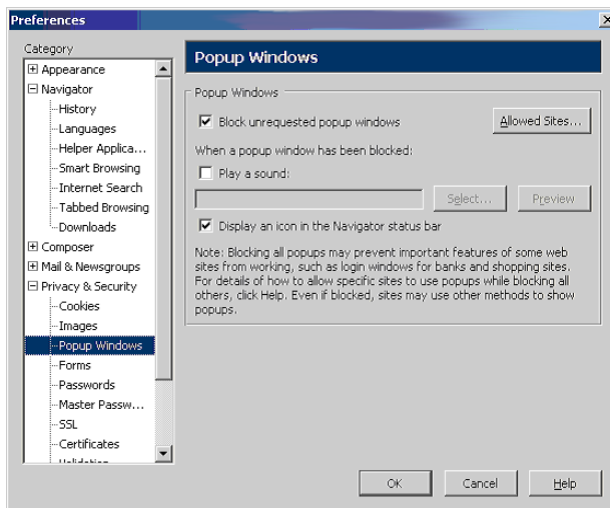 Preferences
Category
Appearance
Navigator
History
Languages
Helper Applica...
Smart Browsing
Internet Search
Tabbed Browsing
Downloads
Composer
Mail & Newsgroups
Privacy & Security
Cookies
Images
Popup Windows
Forms
Passwords
Master Passw...
SSL
Certificates
Validation
Popup Windows
Popup Windows
Block unrequested popup windows
Allowed Sites...
When a popup window has been blocked:
Play a sound:
Select...
Preview
Display an icon in the Navigator status bar
Note: Blocking all popups may prevent important features of some web
sites from working, such as login windows for banks and shopping sites.
For details of how to allow specific sites to use popups while blocking all
others, click Help. Even if blocked, sites may use other methods to show
popups.
OK
Cancel
Help